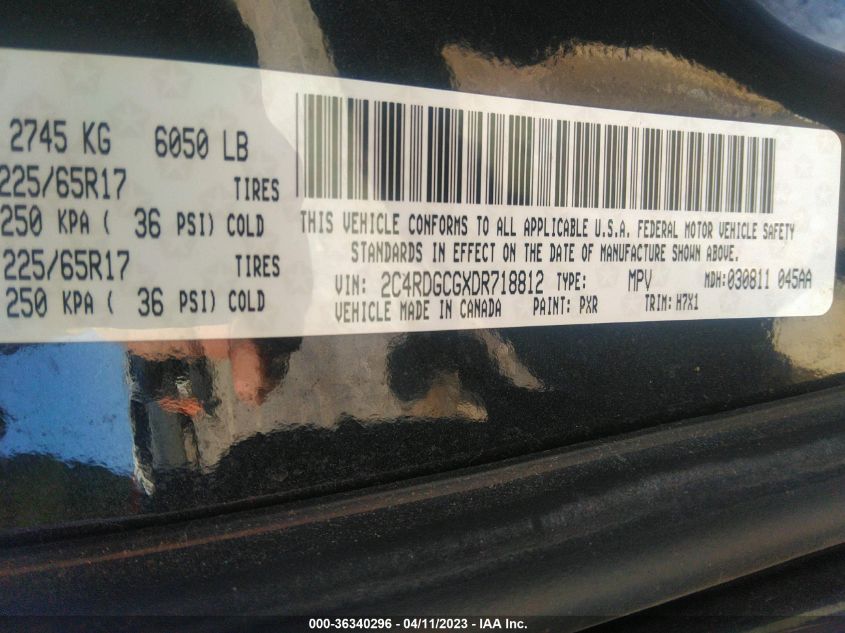 2745 KG 6050 LB
225/65R17 TIRES
250 KPA ( 36 PSI) COLD
225/65R17 TIRES
250 KPA ( 36 PSI) COLD
THIS VEHICLE CONFORMS TO ALL APPLICABLE U.S.A. FEDERAL MOTOR VEHICLE SAFETY
STANDARDS IN EFFECT ON THE DATE OF MANUFACTURE SHOWN ABOVE.
VIN: 2C4RDGCGXDR718812 TYPE: MPV MDH:030811 045AA
VEHICLE MADE IN CANADA PAINT: PXR TRIM: H7X1
000-36340296 - 04/11/2023 - IAA Inc.